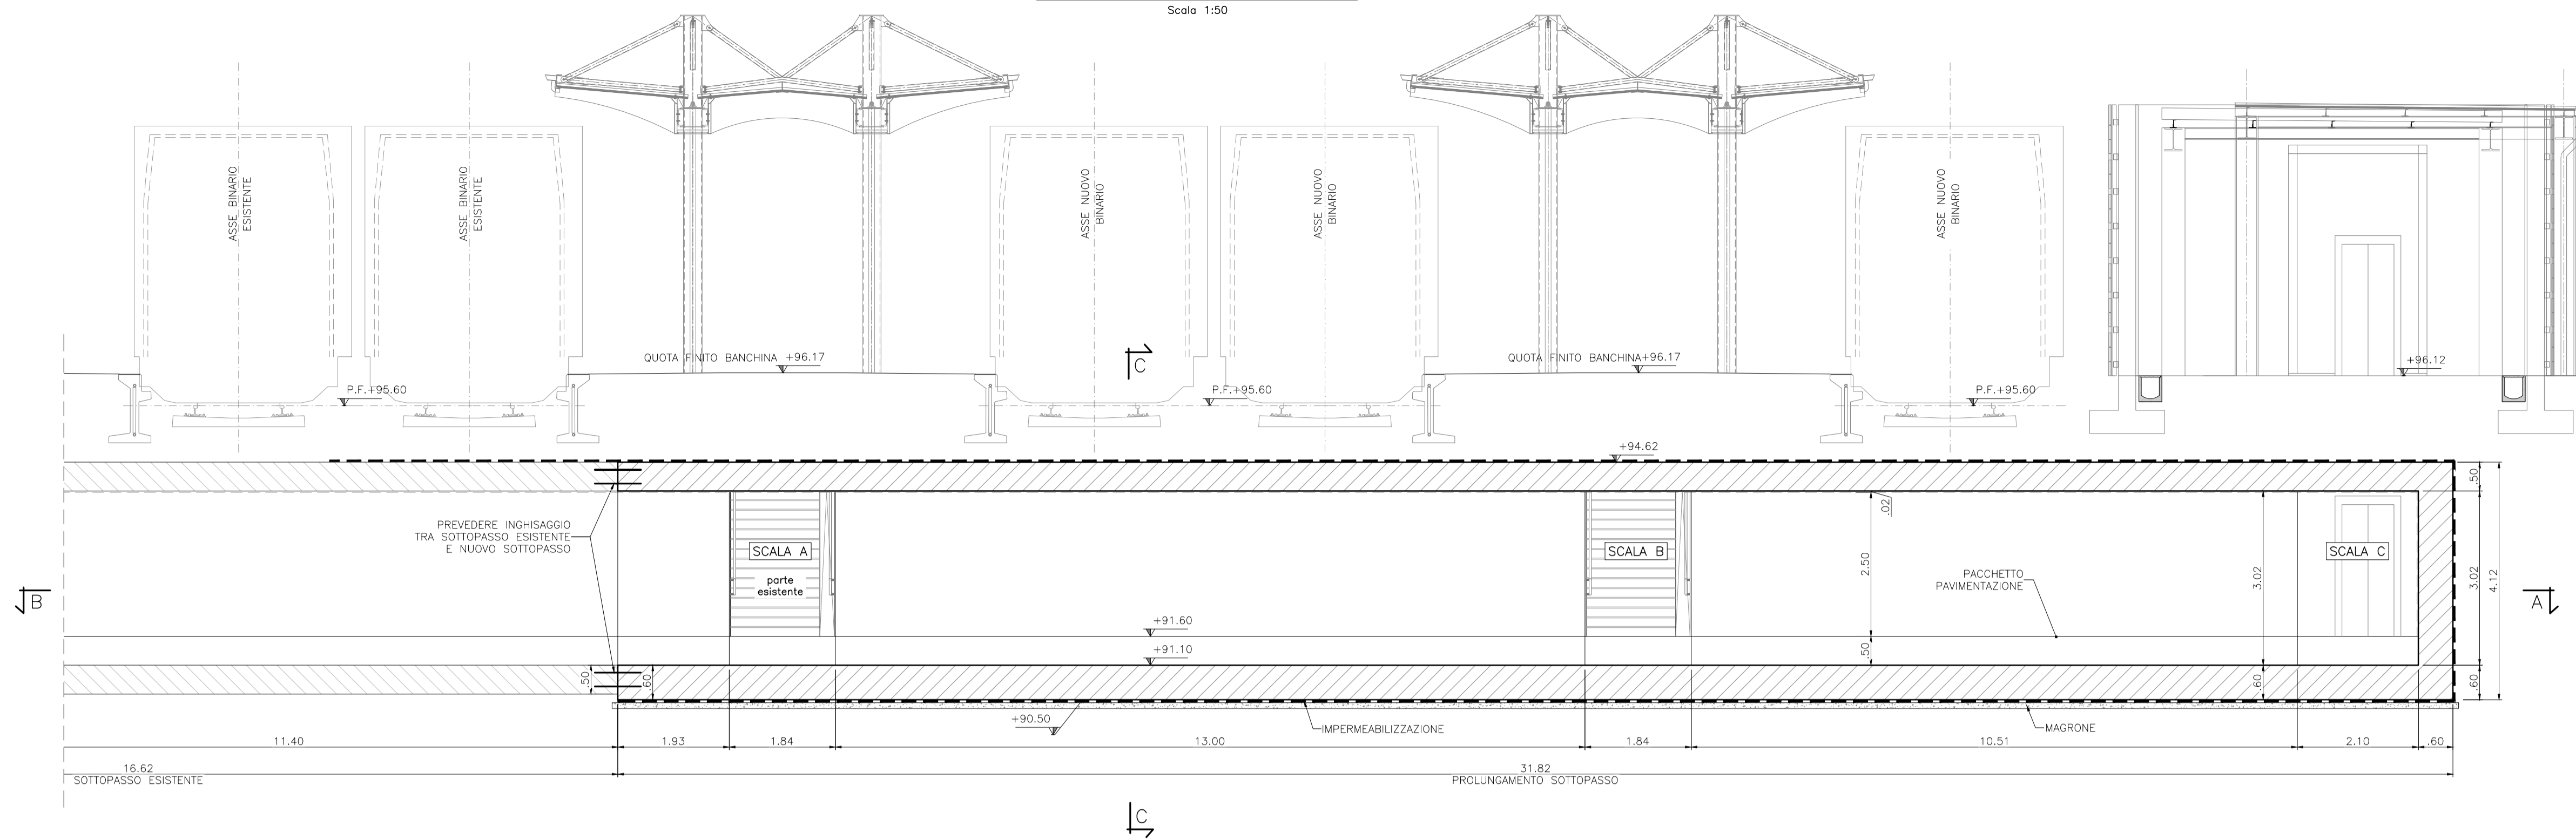 Scala 1:50
ASSE BINARIO
ESISTENTE
ASSE BINARIO
ESISTENTE
ASSE NUOVO
BINARIO
ASSE NUOVO
BINARIO
ASSE NUOVO
BINARIO
QUOTA FINITO BANCHINA +96.17
QUOTA FINITO BANCHINA+96.17
C
+96.12
P.F.+95.60
P.F.+95.60
P.F.+95.60
+94.62
.50
.02
PREVEDERE INGHISAGGIO
TRA SOTTOPASSO ESISTENTE
E NUOVO SOTTOPASSO
SCALA A
parte
esistente
SCALA B
SCALA C
2.50
3.02
3.02
4.12
PACCHETTO
PAVIMENTAZIONE
B
A
+91.60
+91.10
.50
.50
.60
.60
.60
+90.50
IMPERMEABILIZZAZIONE
MAGRONE
11.40
1.93
1.84
13.00
1.84
10.51
2.10
.60
16.62
SOTTOPASSO ESISTENTE
31.82
PROLUNGAMENTO SOTTOPASSO
C